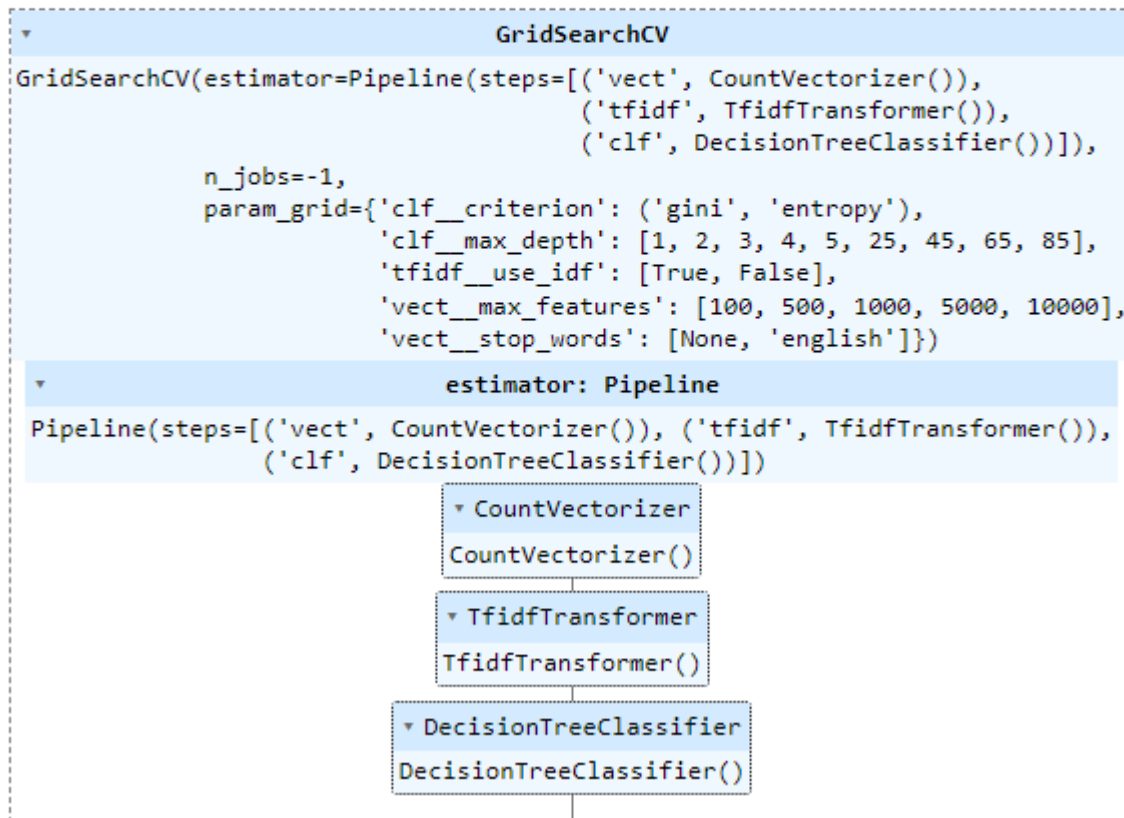 GridSearchCV
GridSearchCV(estimator=Pipeline(steps=[('vect', CountVectorizer()),
('tfidf', TfidfTransformer()),
('clf', DecisionTreeClassifier())]),
n_jobs=-1,
param_grid={'clf__criterion': ('gini', 'entropy'),
'clf__max_depth': [1, 2, 3, 4, 5, 25, 45, 65, 85],
'tfidf__use_idf': [True, False],
'vect__max_features': [100, 500, 1000, 5000, 10000],
'vect__stop_words': [None, 'english']})
estimator: Pipeline
Pipeline(steps=[('vect', CountVectorizer()), ('tfidf', TfidfTransformer()),
('clf', DecisionTreeClassifier())])
CountVectorizer
CountVectorizer()
TfidfTransformer
TfidfTransformer()
DecisionTreeClassifier
DecisionTreeClassifier()